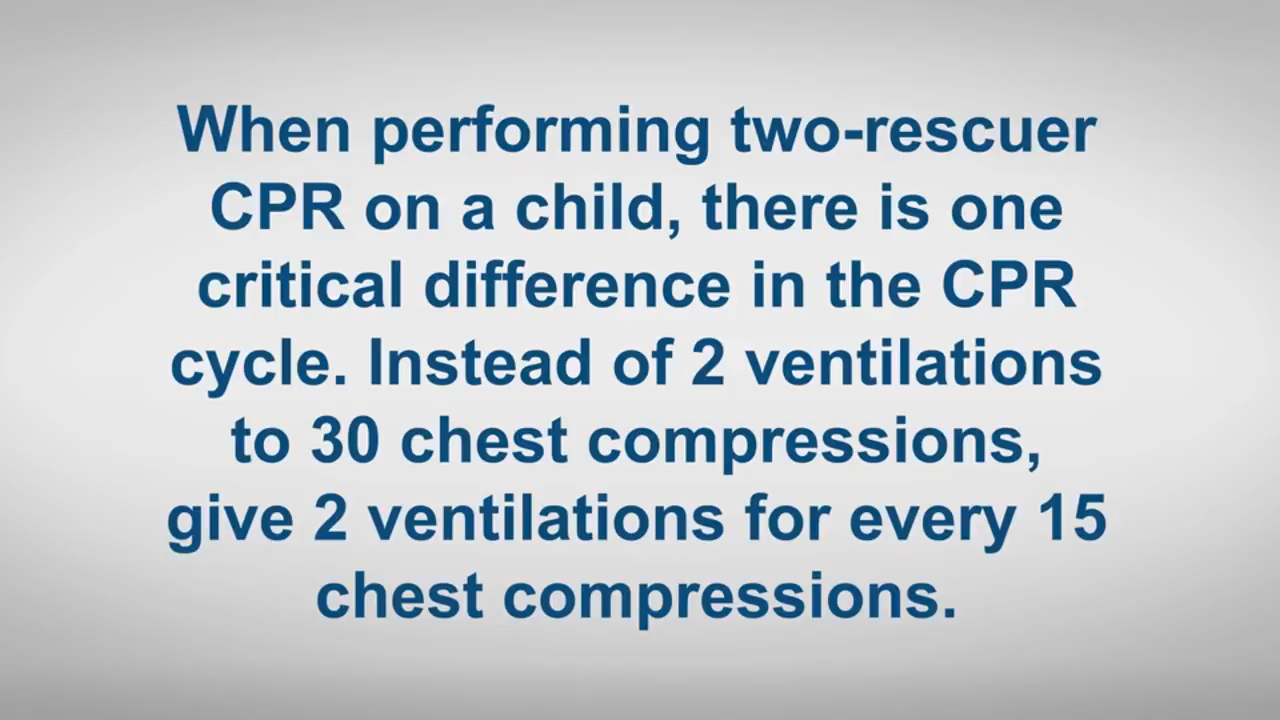 When performing two-rescuer
CPR on a child, there is one
critical difference in the CPR
cycle. Instead of 2 ventilations
to 30 chest compressions,
give 2 ventilations for every 15
chest compressions.